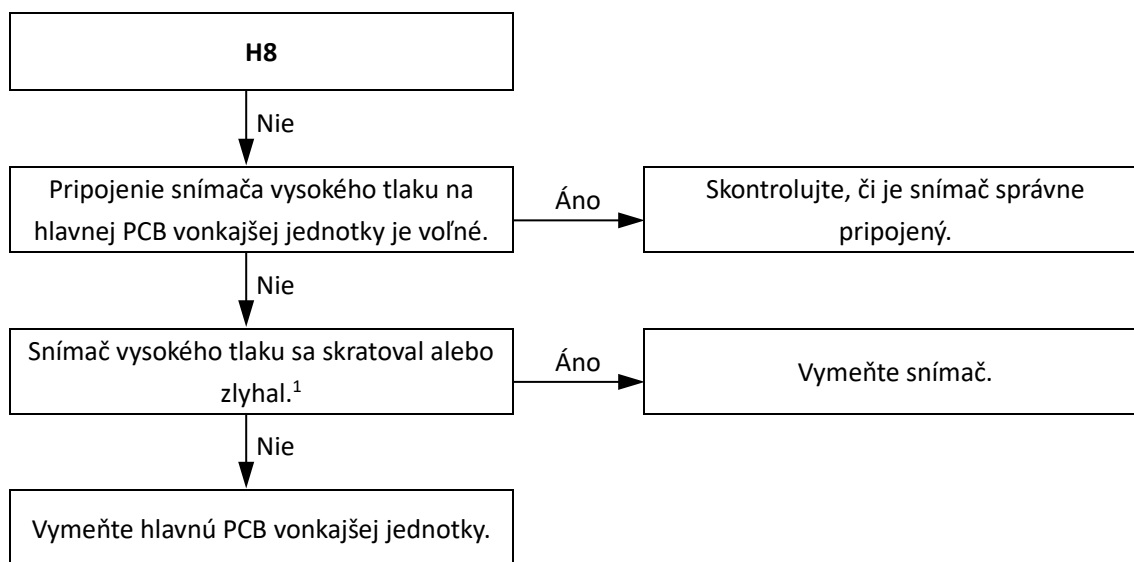 H8
Nie
Pripojenie snímača vysokého tlaku na
hlavnej PCB vonkajšej jednotky je voľné.
Áno
Skontrolujte, či je snímač správne
pripojený.
Nie
Snímač vysokého tlaku sa skratoval alebo
zlyhal.¹
Áno
Vymeňte snímač.
Nie
Vymeňte hlavnú PCB vonkajšej jednotky.